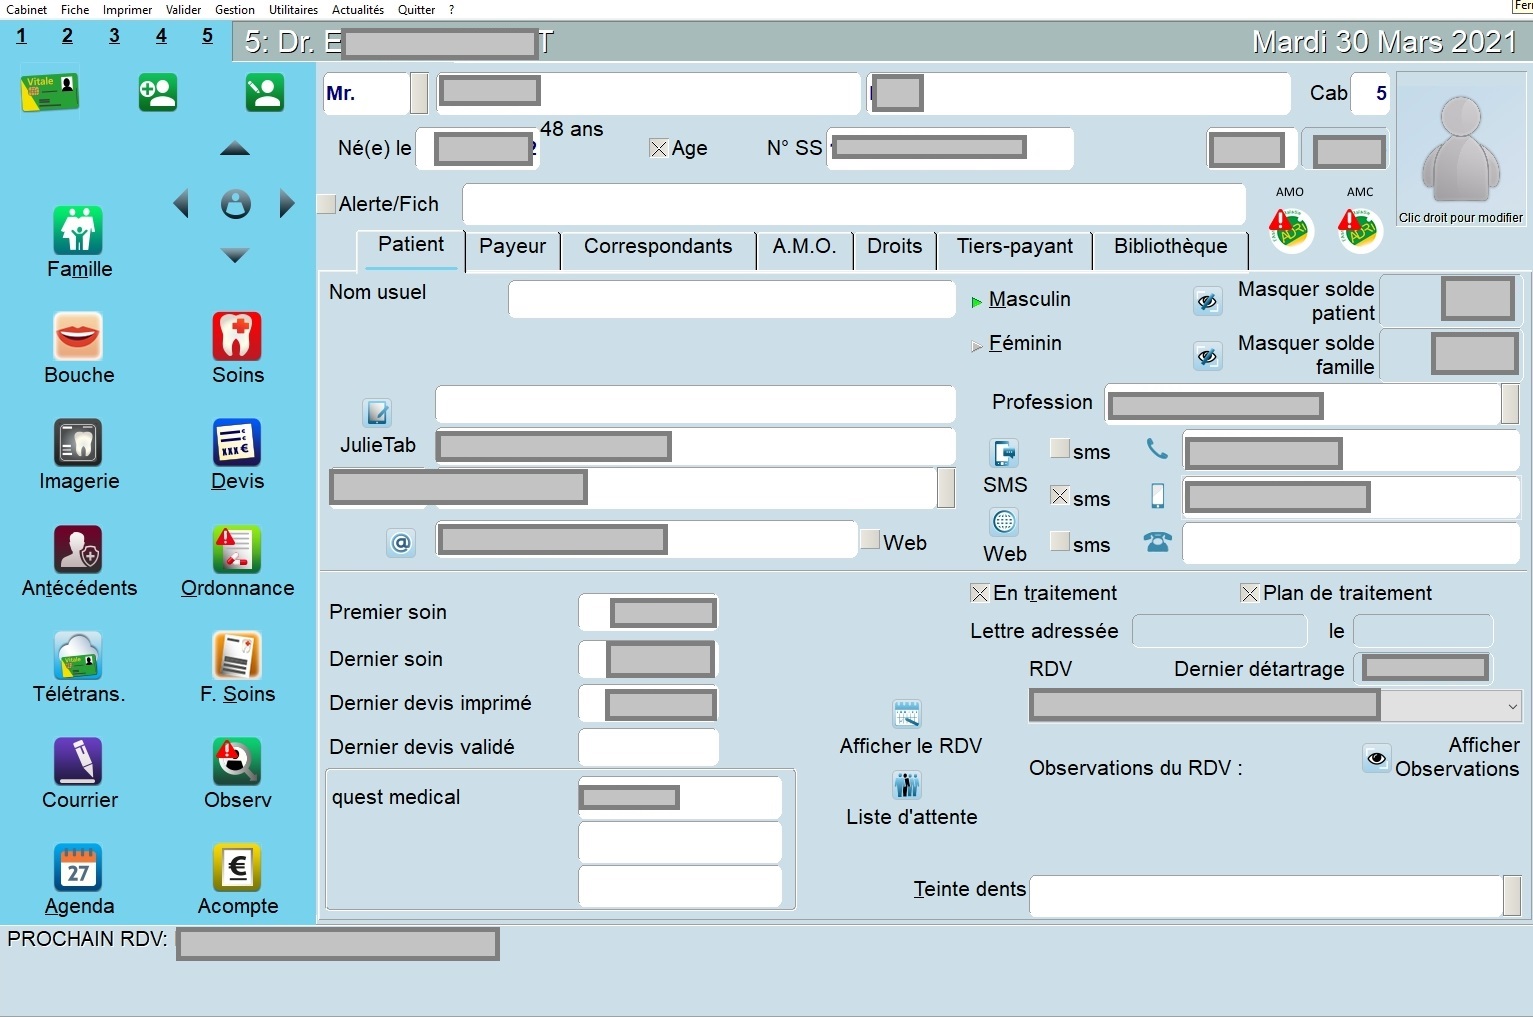 Cabinet Fiche Imprimer Valider Gestion Utilitaires Actualités Quitter ?
1 2 3 4 5
5: Dr. E T
Mardi 30 Mars 2021
Vitale
Mr.
Cab 5
Né(e) le
48 ans
Age
N° SS
Alerte/Fich
AMO
AMC
ADRI
ADRI
Clic droit pour modifier
Patient Payeur Correspondants A.M.O. Droits Tiers-payant Bibliothèque
Famille
Bouche
Soins
Imagerie
Devis
Antécédents
Ordonnance
Télétrans.
F. Soins
Courrier
Observ
27
Agenda
Acompte
Nom usuel
Masculin
Féminin
Masquer solde
patient
Masquer solde
famille
JulieTab
Profession
SMS
sms
sms
sms
@
Web
Web
Premier soin
Dernier soin
Dernier devis imprimé
Dernier devis validé
quest medical
En traitement
Plan de traitement
Lettre adressée
le
RDV
Dernier détartrage
Afficher le RDV
Liste d'attente
Observations du RDV :
Afficher
Observations
Teinte dents
PROCHAIN RDV: